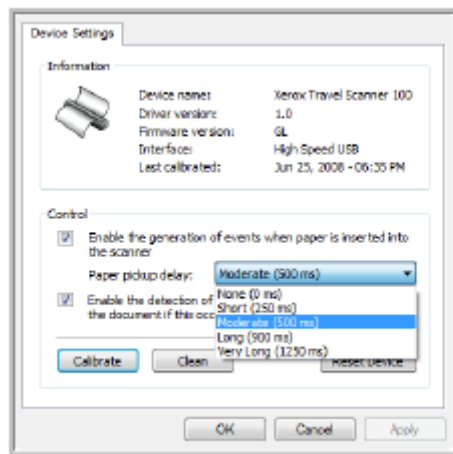 Device Settings
Information
Device name: Xerox Travel Scanner 100
Driver version: 1.0
Firmware version: GL
Interface: High Speed USB
Last calibrated: Jun 25, 2008 - 06:35 PM
Control
Enable the generation of events when paper is inserted into
the scanner
Paper pickup delay: Moderate (500 ms)
None (0 ms)
Enable the detection of
Short (250 ms)
the document if this occ
Moderate (500 ms)
Long (900 ms)
Very Long (1250 ms)
Calibrate Clean Reset Device
OK Cancel Apply